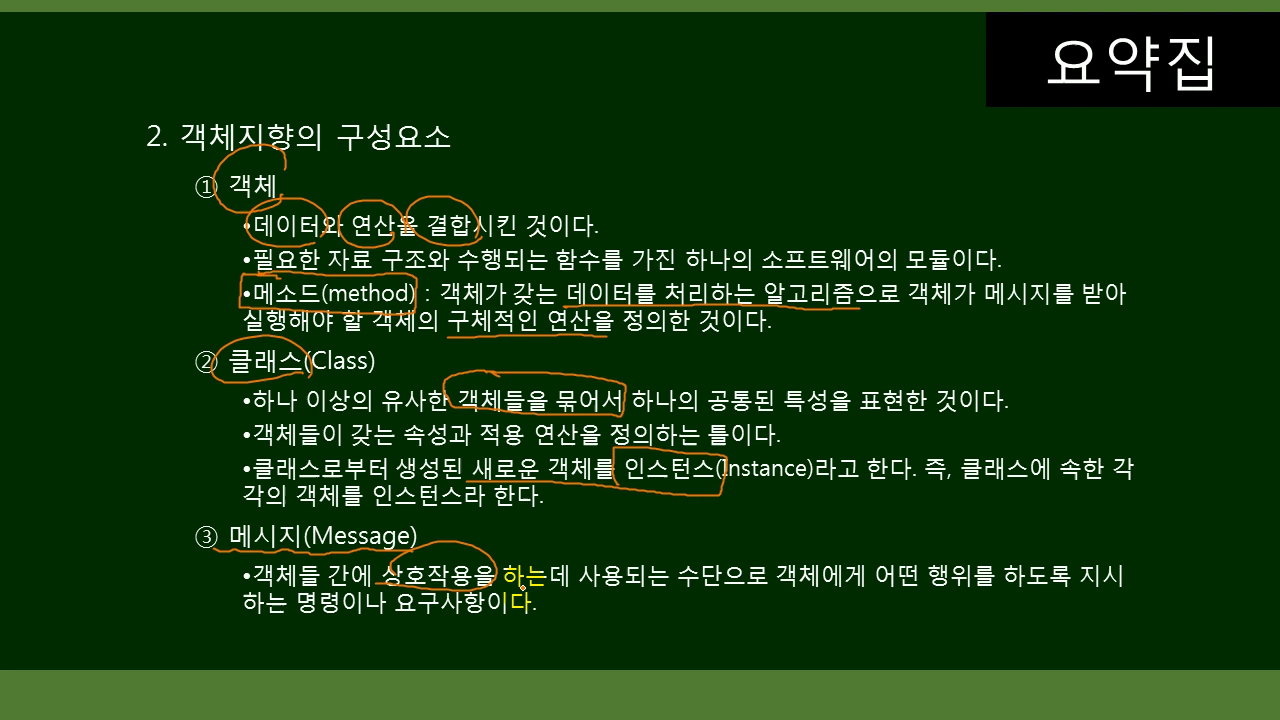 요약집
2. 객체지향의 구성요소
① 객체
•데이터와 연산을 결합시킨 것이다.
•필요한 자료 구조와 수행되는 함수를 가진 하나의 소프트웨어의 모듈이다.
•메소드(method) : 객체가 갖는 데이터를 처리하는 알고리즘으로 객체가 메시지를 받아
실행해야 할 객체의 구체적인 연산을 정의한 것이다.
② 클래스(Class)
•하나 이상의 유사한 객체들을 묶어서 하나의 공통된 특성을 표현한 것이다.
•객체들이 갖는 속성과 적용 연산을 정의하는 틀이다.
•클래스로부터 생성된 새로운 객체를 인스턴스(Instance)라고 한다. 즉, 클래스에 속한 각
각의 객체를 인스턴스라 한다.
③ 메시지(Message)
•객체들 간에 상호작용을 하는데 사용되는 수단으로 객체에게 어떤 행위를 하도록 지시
하는 명령이나 요구사항이다.